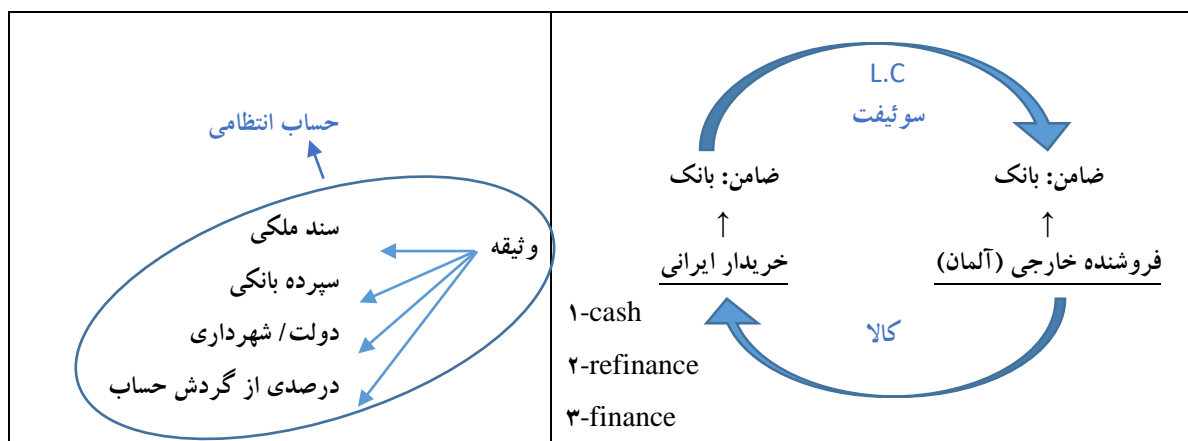 L.C
سوئیفت
ضامن: بانک
ضامن: بانک
↑
↑
فروشنده خارجی (آلمان)
خریدار ایرانی
کالا
۱-cash
۲-refinance
۳-finance
حساب انتظامی
وثیقه
سند ملکی
سپرده بانکی
دولت/ شهرداری
درصدی از گردش حساب